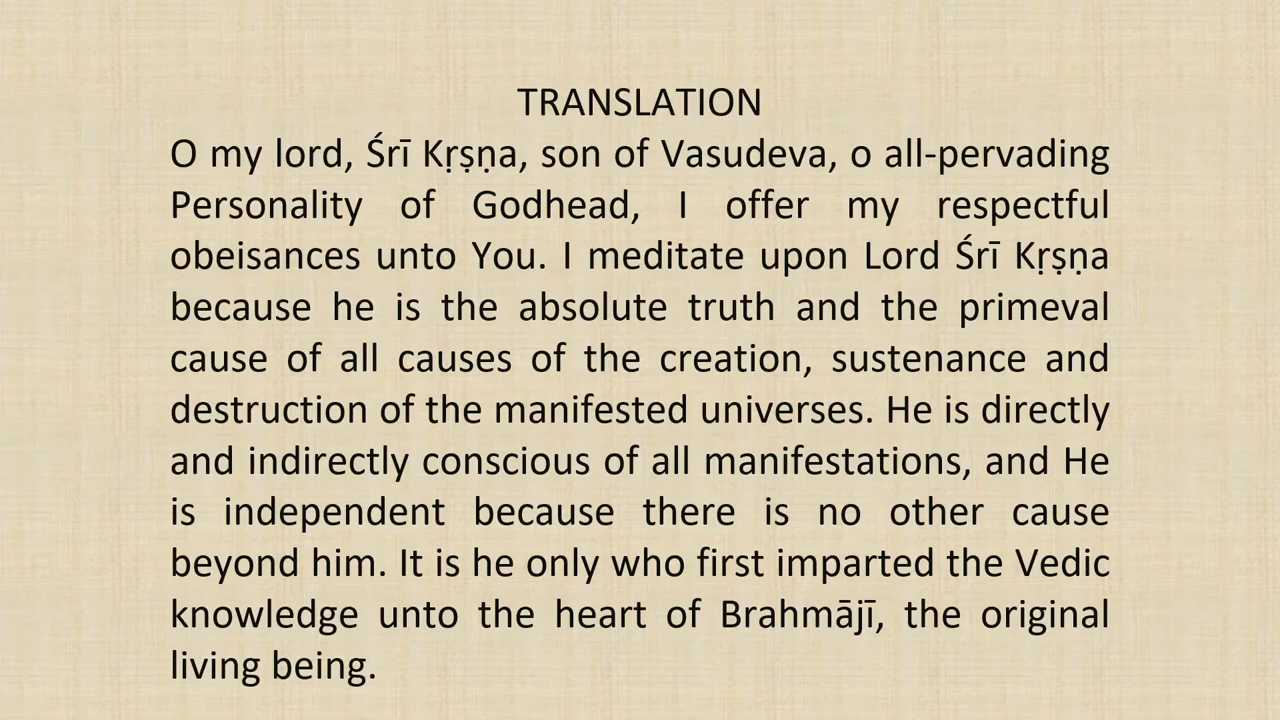 TRANSLATION
O my lord, Śrī Kṛṣṇa, son of Vasudeva, o all-pervading
Personality of Godhead, I offer my respectful
obeisances unto You. I meditate upon Lord Śrī Kṛṣṇa
because he is the absolute truth and the primeval
cause of all causes of the creation, sustenance and
destruction of the manifested universes. He is directly
and indirectly conscious of all manifestations, and He
is independent because there is no other cause
beyond him. It is he only who first imparted the Vedic
knowledge unto the heart of Brahmājī, the original
living being.